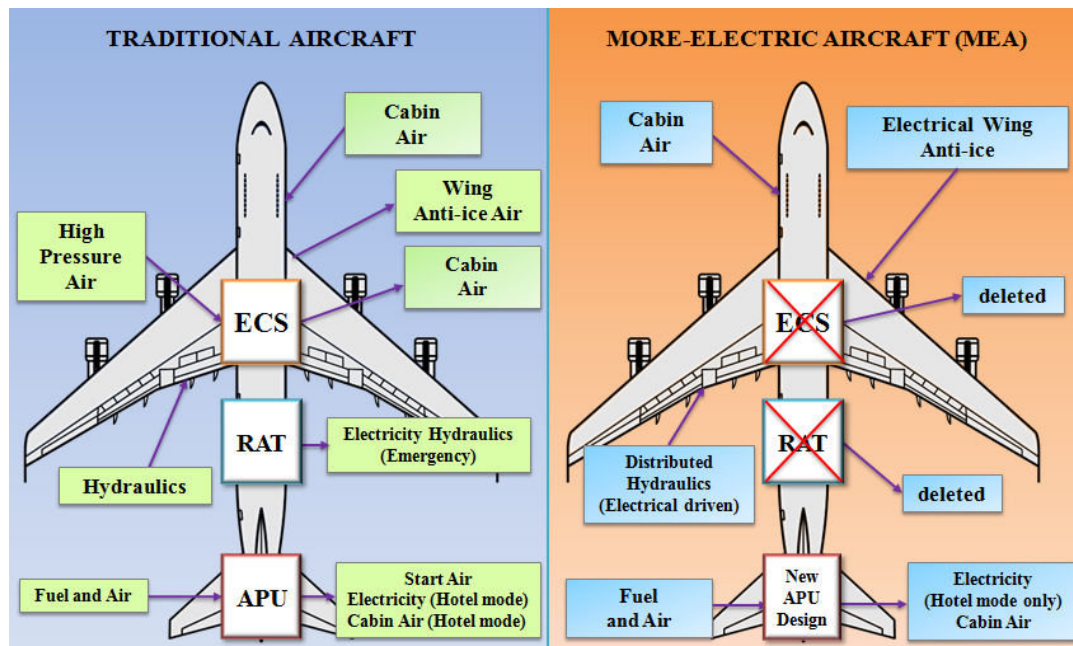 TRADITIONAL AIRCRAFT
Cabin
Air
Wing
Anti-ice Air
High
Pressure
Air
Cabin
Air
ECS
RAT
Electricity Hydraulics
(Emergency)
Hydraulics
Fuel and Air
APU
Start Air
Electricity (Hotel mode)
Cabin Air (Hotel mode)
MORE-ELECTRIC AIRCRAFT (MEA)
Cabin
Air
Electrical Wing
Anti-ice
deleted
ECS
RAT
Distributed
Hydraulics
(Electrical driven)
deleted
Fuel
and Air
New
APU
Design
Electricity
(Hotel mode only)
Cabin Air